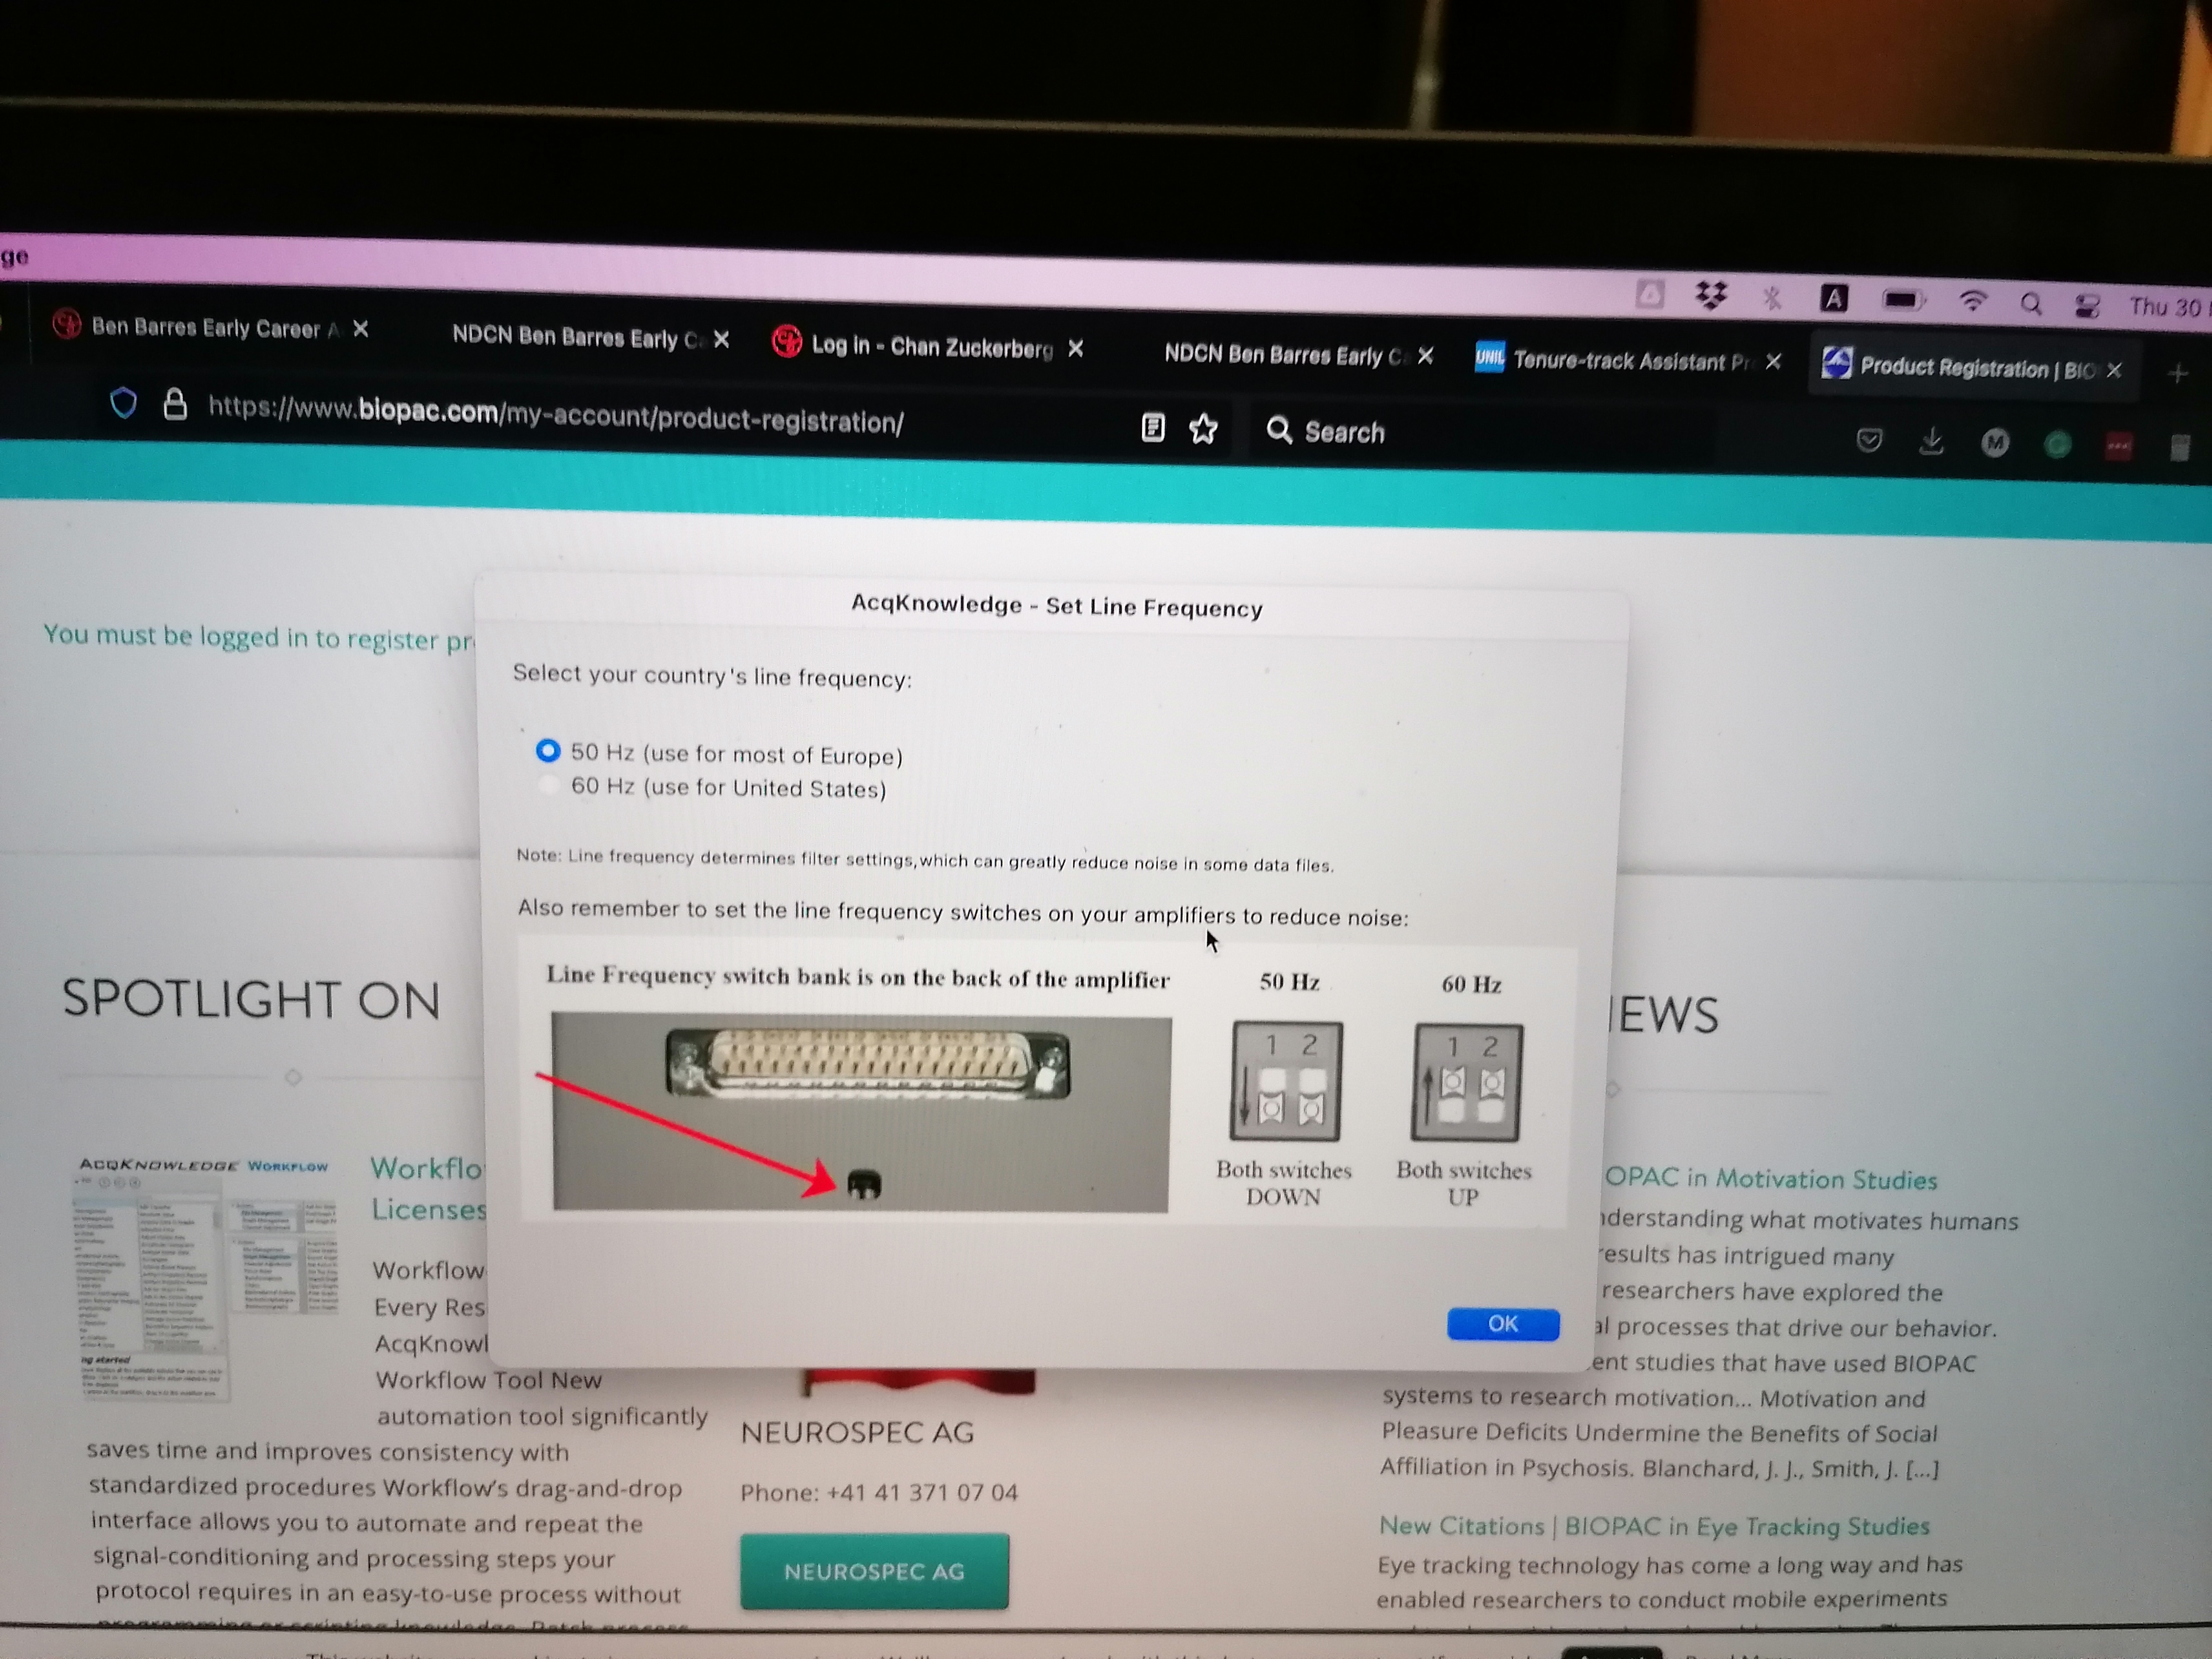 ge
Thu 30
Ben Barres Early Career A
NDCN Ben Barres Early C
Log in - Chan Zuckerberg
NDCN Ben Barres Early C
UNIL Tenure-track Assistant Pr
Product Registration | BIO
https://www.biopac.com/my-account/product-registration/
Search
You must be logged in to register pr
AcqKnowledge - Set Line Frequency
Select your country's line frequency:
50 Hz (use for most of Europe)
60 Hz (use for United States)
Note: Line frequency determines filter settings,which can greatly reduce noise in some data files.
Also remember to set the line frequency switches on your amplifiers to reduce noise:
Line Frequency switch bank is on the back of the amplifier
50 Hz
60 Hz
1 2
1 2
Both switches
DOWN
Both switches
UP
OK
SPOTLIGHT ON
ACQKNOWLEDGE WORKFLOW
ng started
Workflo
Licenses
Workflow
Every Res
AcqKnowl
Workflow Tool New
automation tool significantly
saves time and improves consistency with
standardized procedures Workflow's drag-and-drop
interface allows you to automate and repeat the
signal-conditioning and processing steps your
protocol requires in an easy-to-use process without
NEUROSPEC AG
Phone: +41 41 371 07 04
NEUROSPEC AG
EWS
OPAC in Motivation Studies
nderstanding what motivates humans
results has intrigued many
researchers have explored the
al processes that drive our behavior.
ent studies that have used BIOPAC
systems to research motivation... Motivation and
Pleasure Deficits Undermine the Benefits of Social
Affiliation in Psychosis. Blanchard, J. J., Smith, J. [...]
New Citations | BIOPAC in Eye Tracking Studies
Eye tracking technology has come a long way and has
enabled researchers to conduct mobile experiments